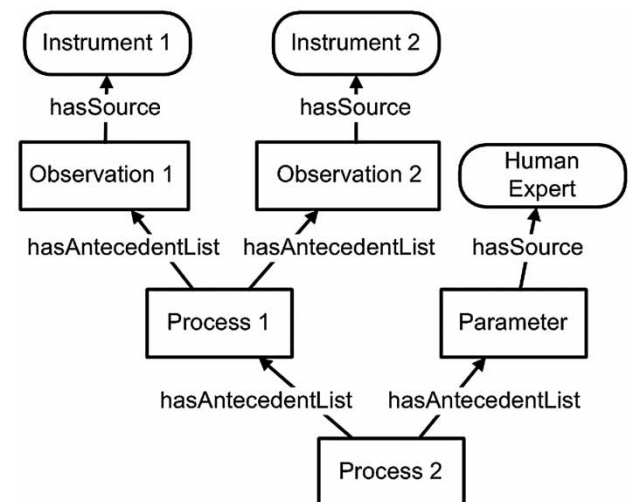 Instrument 1
Instrument 2
hasSource
hasSource
Observation 1
Observation 2
Human
Expert
hasAntecedentList
hasAntecedentList
hasSource
Process 1
Parameter
hasAntecedentList
hasAntecedentList
Process 2